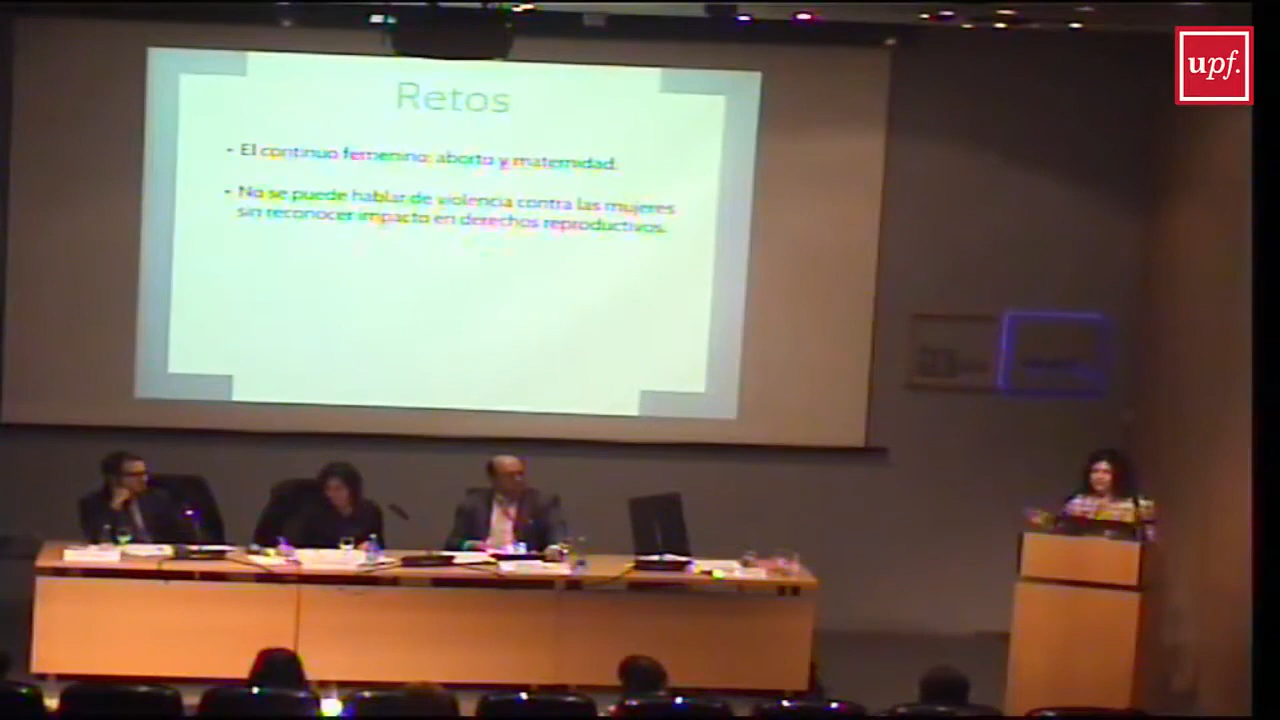 upf.
Retos
- El continuo femenino: aborto y maternidad.
- No se puede hablar de violencia contra las mujeres
sin reconocer impacto en derechos reproductivos.